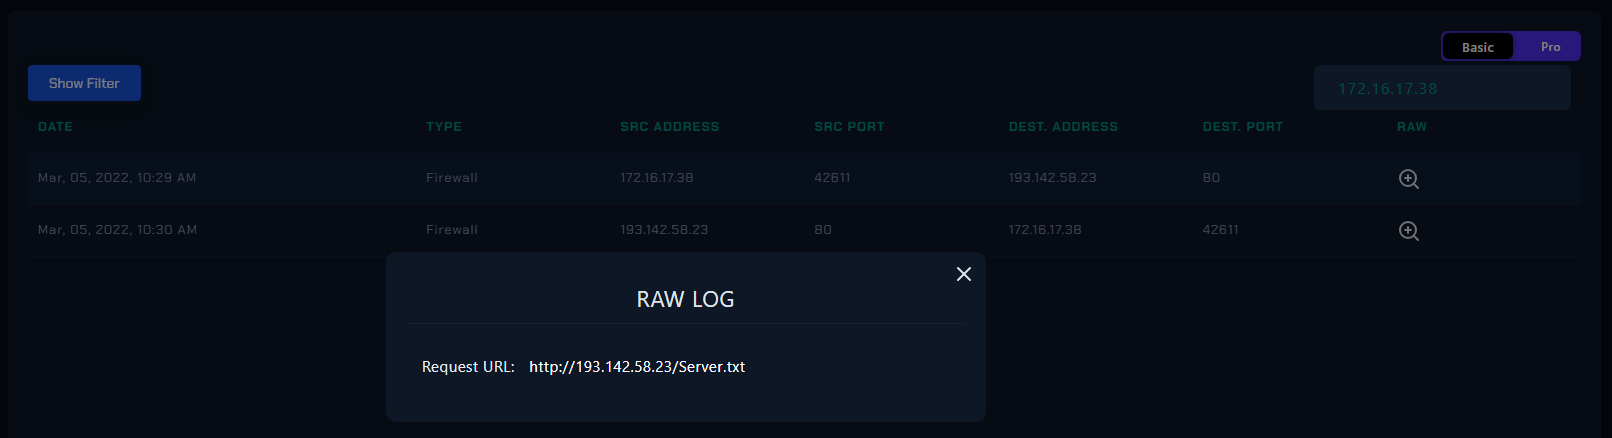 Basic Pro
Show Filter
172.16.17.38
DATE TYPE SRC ADDRESS SRC PORT DEST. ADDRESS DEST. PORT RAW
Mar, 05, 2022, 10:29 AM Firewall 172.16.17.38 42611 193.142.58.23 80
Mar, 05, 2022, 10:30 AM Firewall 193.142.58.23 80 172.16.17.38 42611
RAW LOG
Request URL: http://193.142.58.23/Server.txt